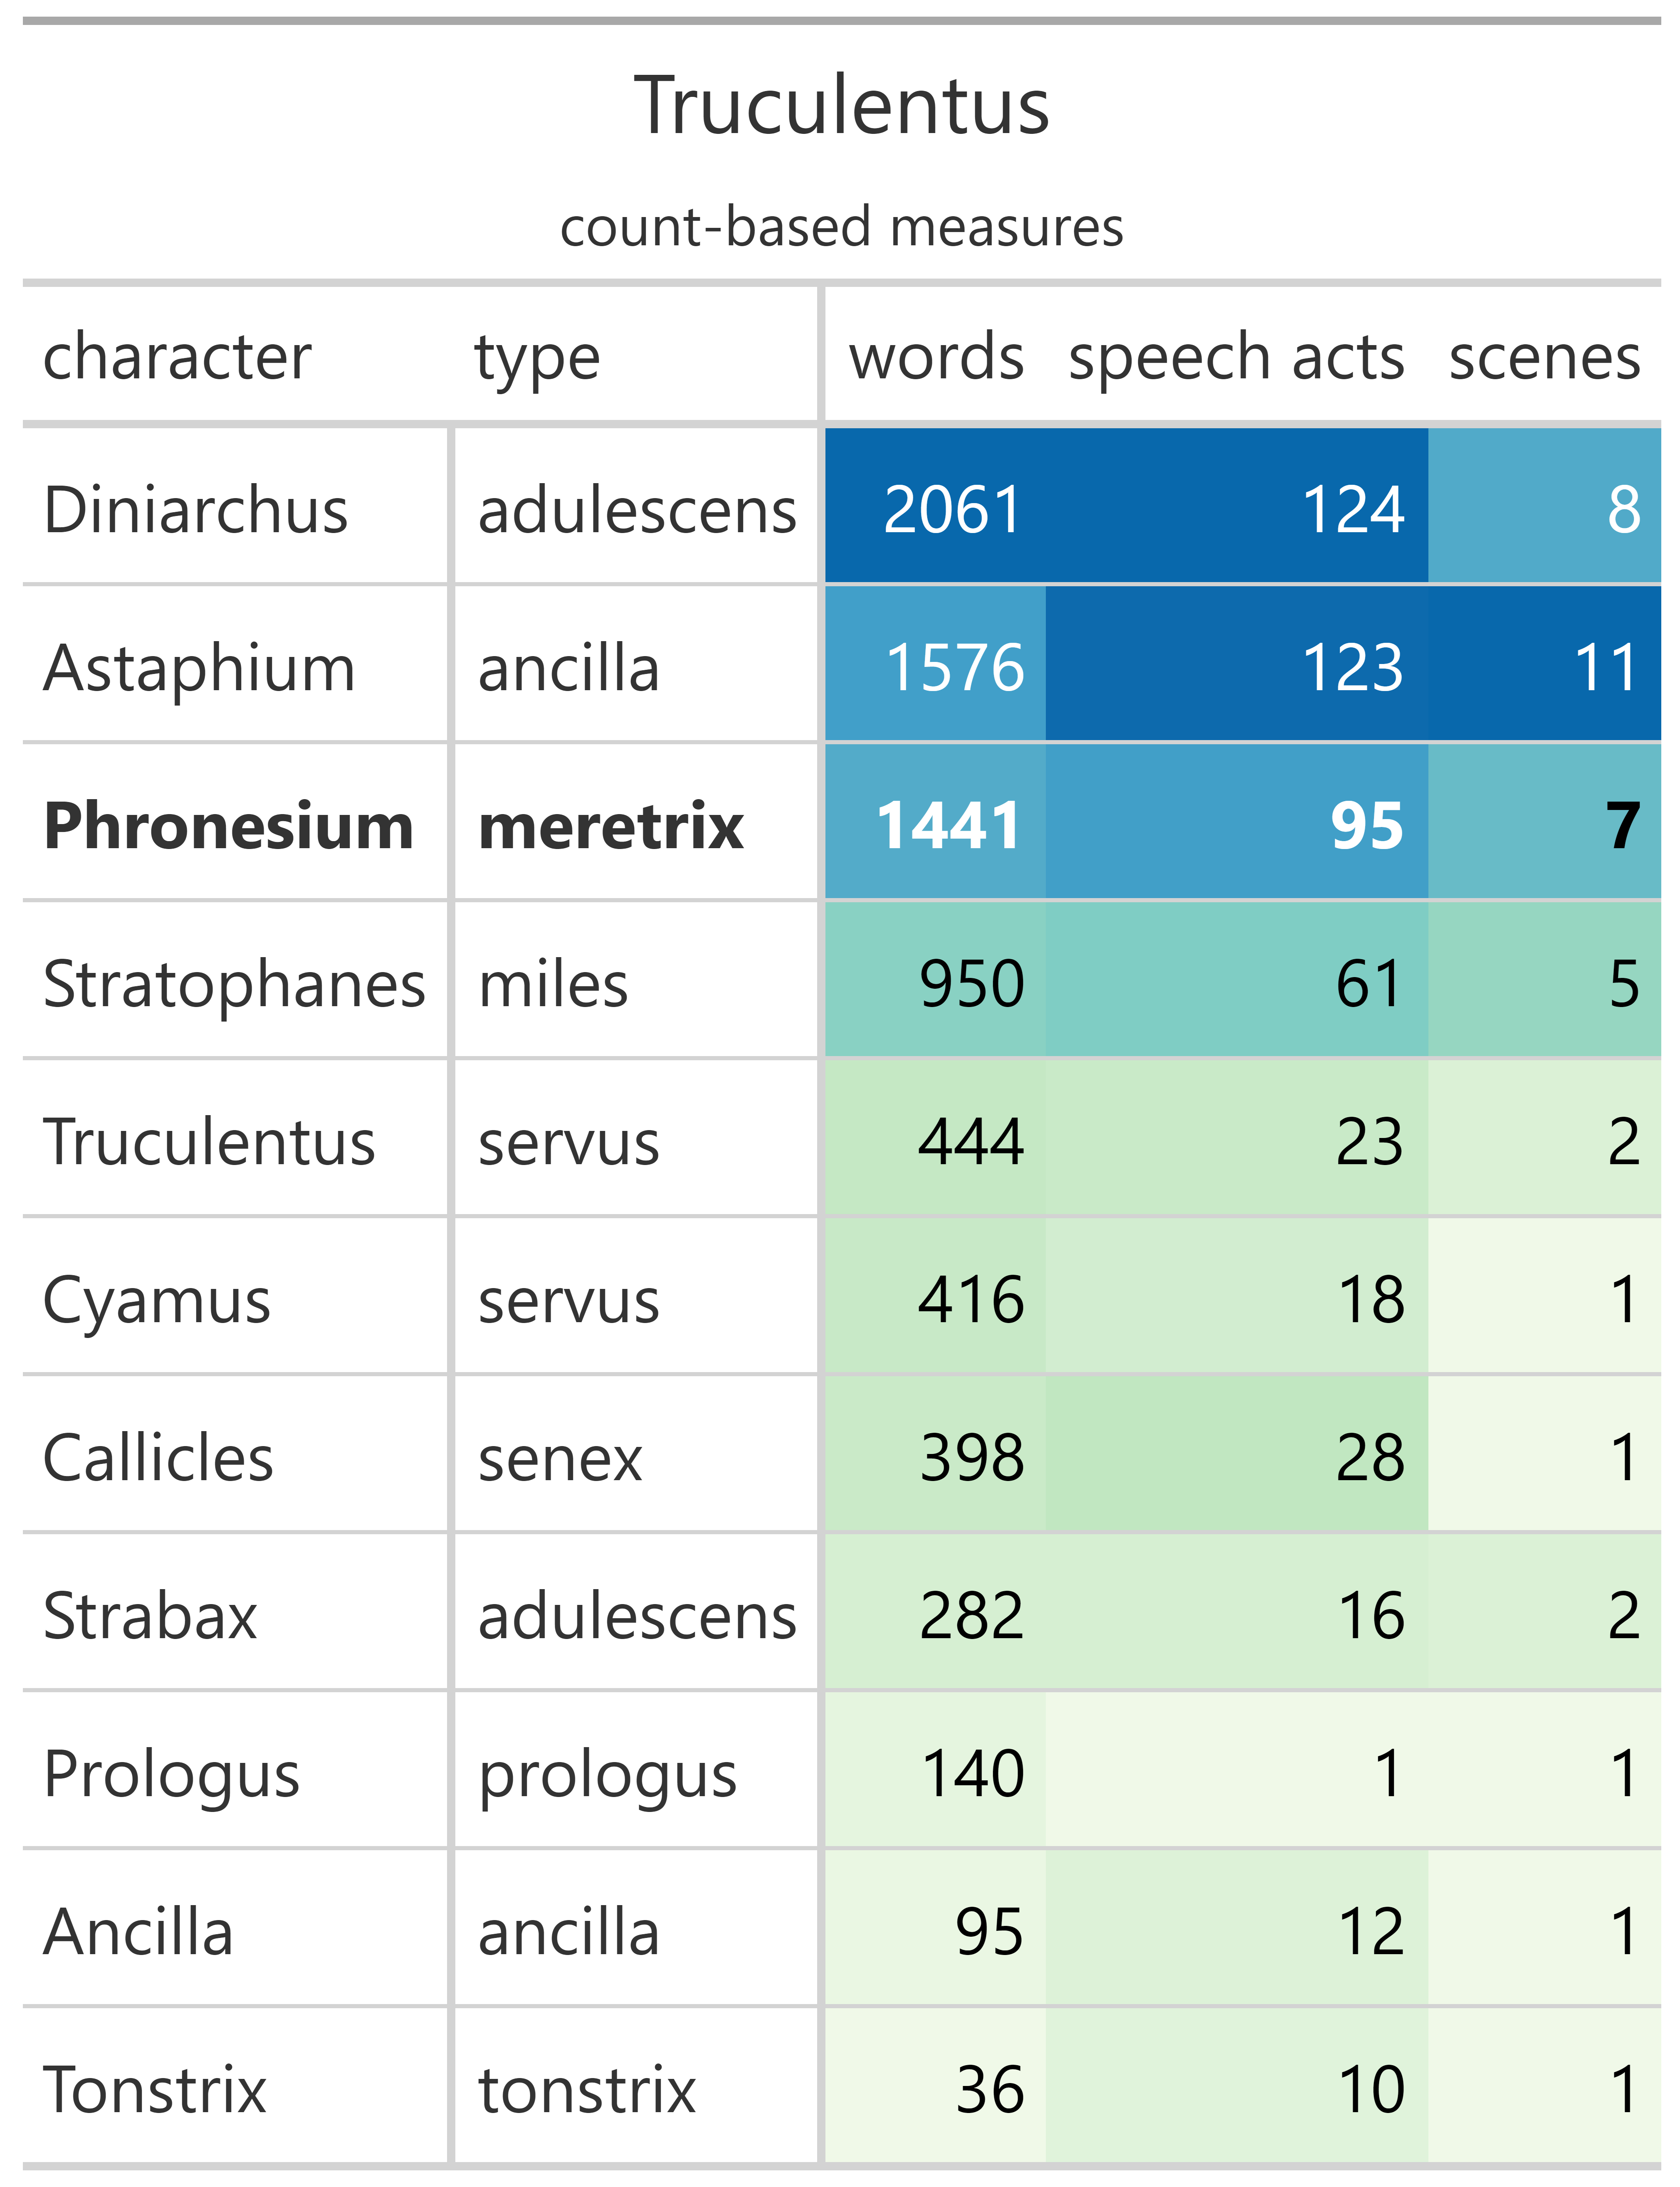 Truculentus
count-based measures
character type words speech acts scenes
Diniarchus adulescens 2061 124 8
Astaphium ancilla 1576 123 11
Phronesium meretrix 1441 95 7
Stratophanes miles 950 61 5
Truculentus servus 444 23 2
Cyamus servus 416 18 1
Callicles senex 398 28 1
Strabax adulescens 282 16 2
Prologus prologus 140 1 1
Ancilla ancilla 95 12 1
Tonstrix tonstrix 36 10 1